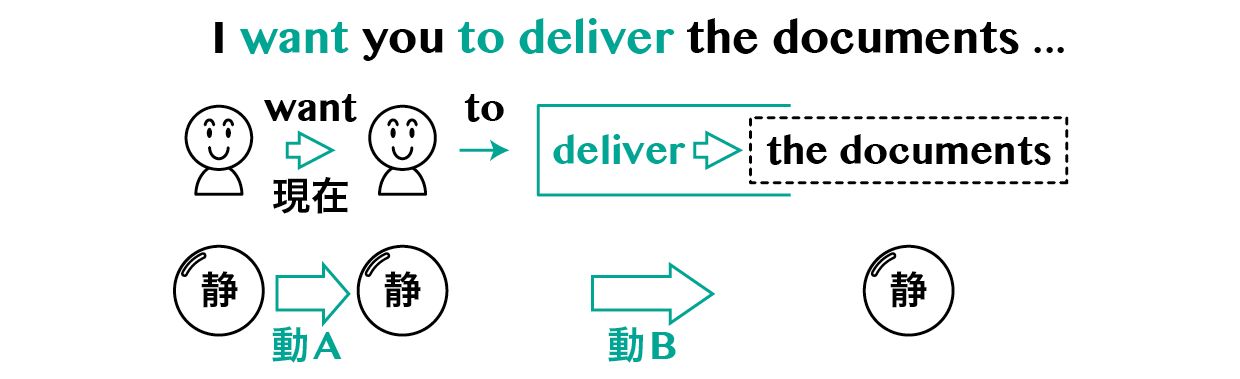 I want you to deliver the documents ...
want to
deliver the documents
現在
静 静 静
動A 動B